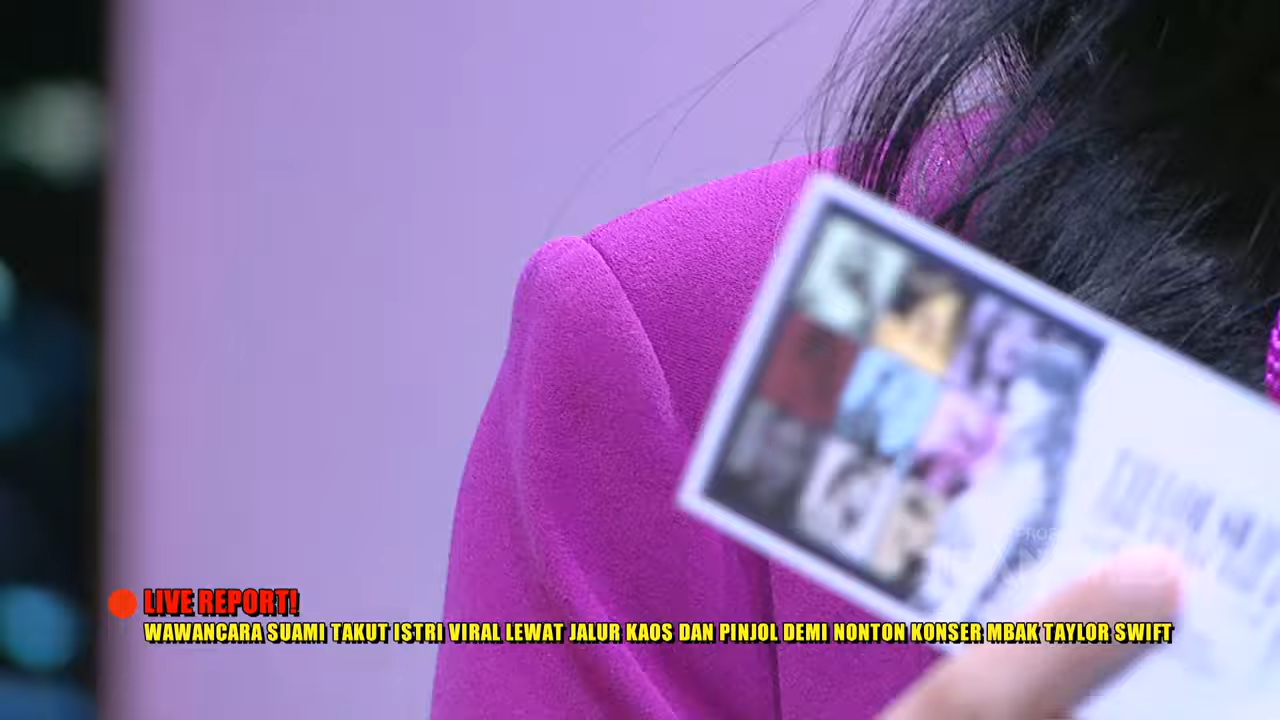 LIVE REPORT!
WAWANCARA SUAMI TAKUT ISTRI VIRAL LEWAT JALUR KAOS DAN PINJOL DEMI NONTON KONSER MBAK TAYLOR SWIFT